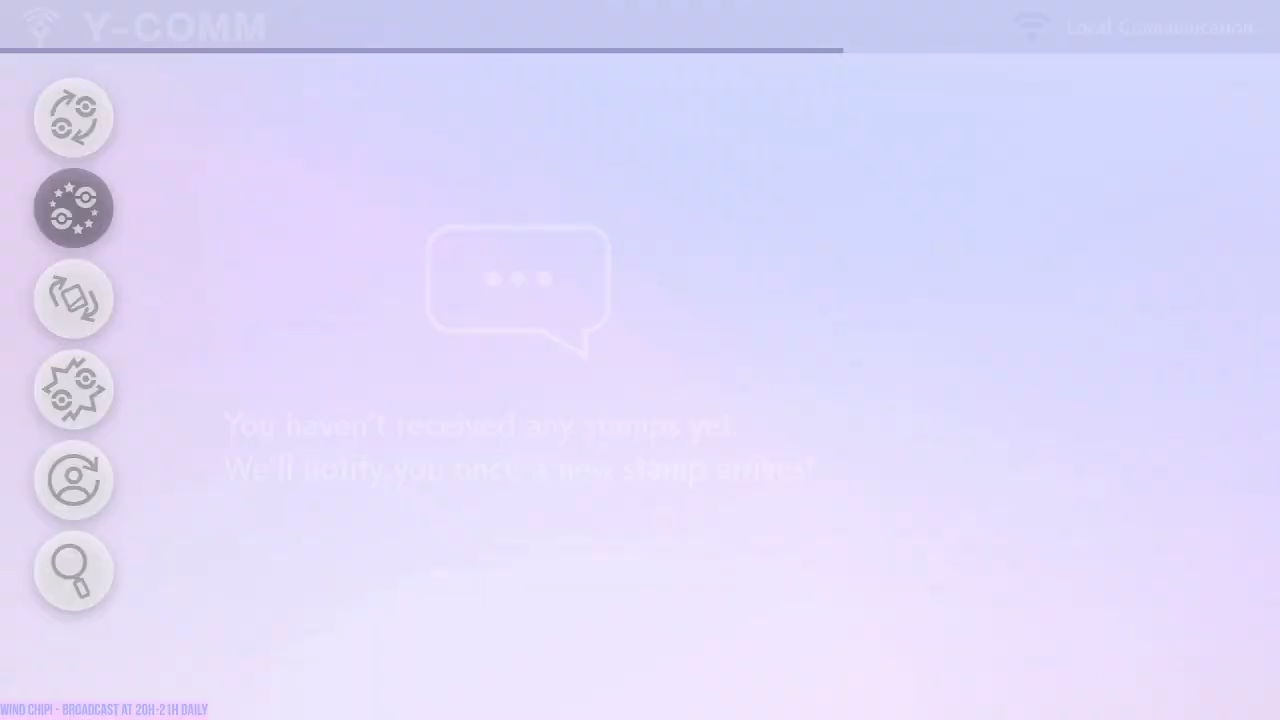 Y-COMM
Local Communication
You haven't received any stamps yet.
We'll notify you once a new stamp arrives!
WIND CHIPI - BROADCAST AT 20H-21H DAILY